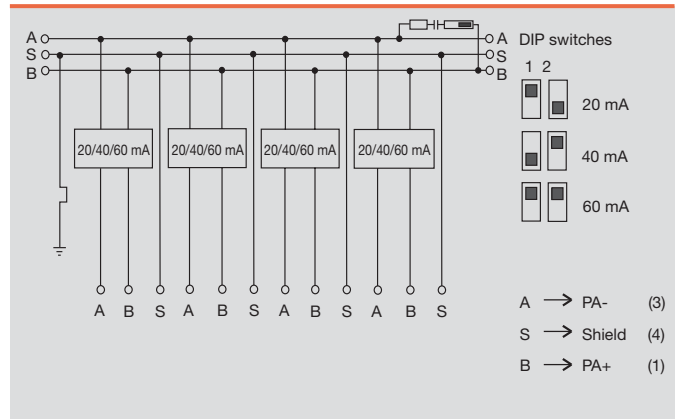 A A DIP switches
S S
B B 1 2
20 mA
20/40/60 mA 20/40/60 mA 20/40/60 mA 20/40/60 mA
40 mA
60 mA
A B S A B S A B S A B S
A → PA- (3)
S → Shield (4)
B → PA+ (1)